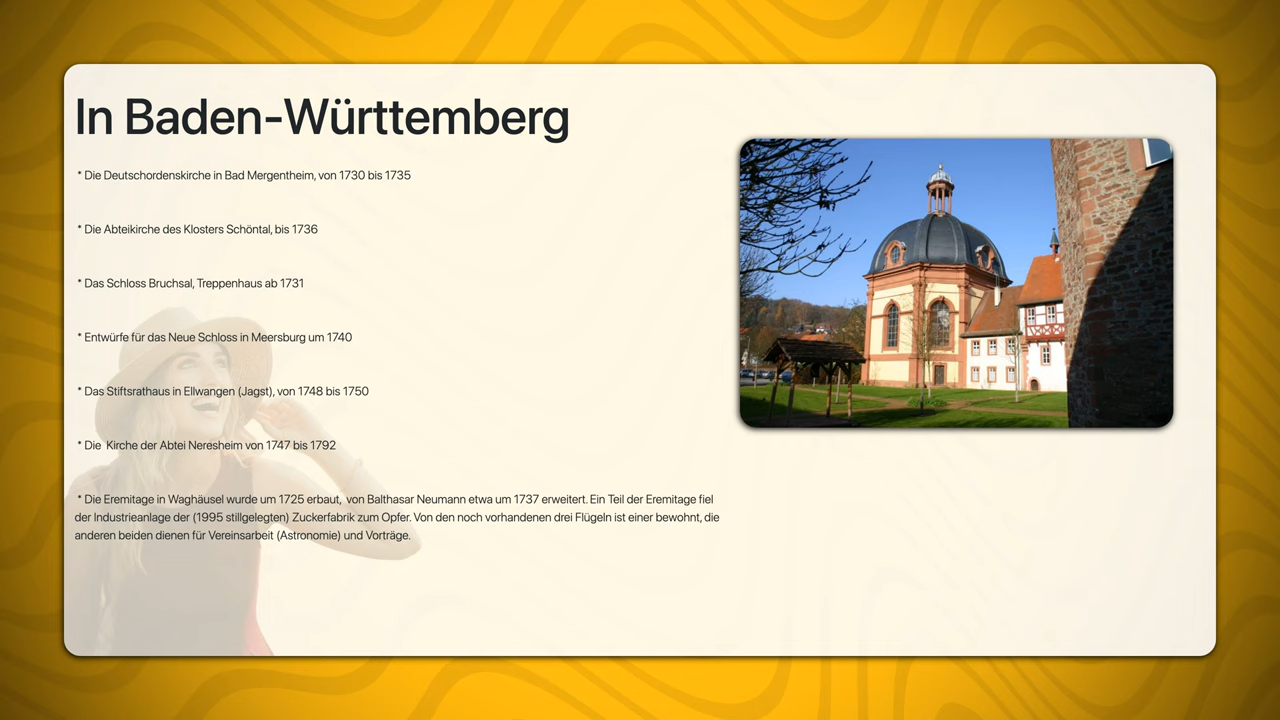 In Baden-Württemberg
* Die Deutschordenskirche in Bad Mergentheim, von 1730 bis 1735
* Die Abteikirche des Klosters Schöntal, bis 1736
* Das Schloss Bruchsal, Treppenhaus ab 1731
* Entwürfe für das Neue Schloss in Meersburg um 1740
* Das Stiftsrathaus in Ellwangen (Jagst), von 1748 bis 1750
* Die  Kirche der Abtei Neresheim von 1747 bis 1792
* Die Eremitage in Waghäusel wurde um 1725 erbaut,  von Balthasar Neumann etwa um 1737 erweitert. Ein Teil der Eremitage fiel
der Industrieanlage der (1995 stillgelegten) Zuckerfabrik zum Opfer. Von den noch vorhandenen drei Flügeln ist einer bewohnt, die
anderen beiden dienen für Vereinsarbeit (Astronomie) und Vorträge.